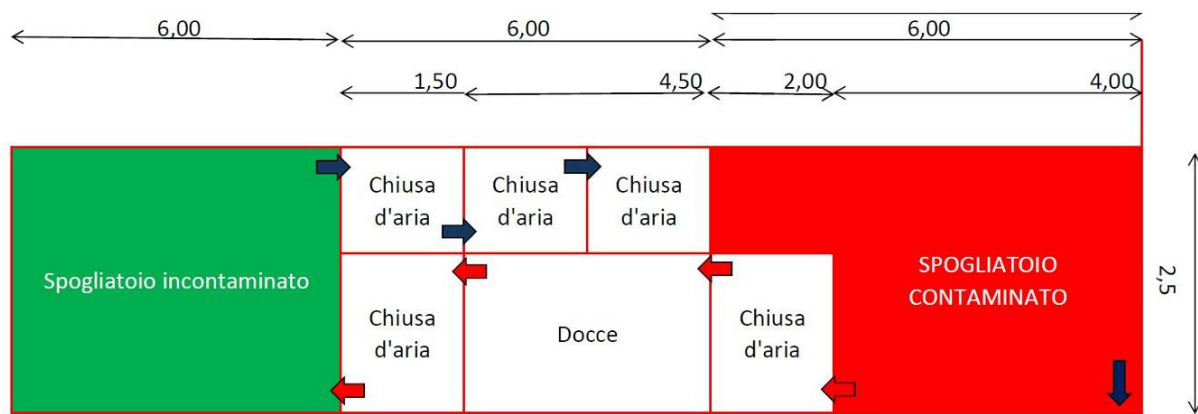 6,00
6,00
6,00
1,50
4,50
2,00
4,00
Chiusa
d'aria
Chiusa
d'aria
Chiusa
d'aria
Spogliatoio incontaminato
SPOGLIATOIO
CONTAMINATO
2,5
Chiusa
d'aria
Docce
Chiusa
d'aria